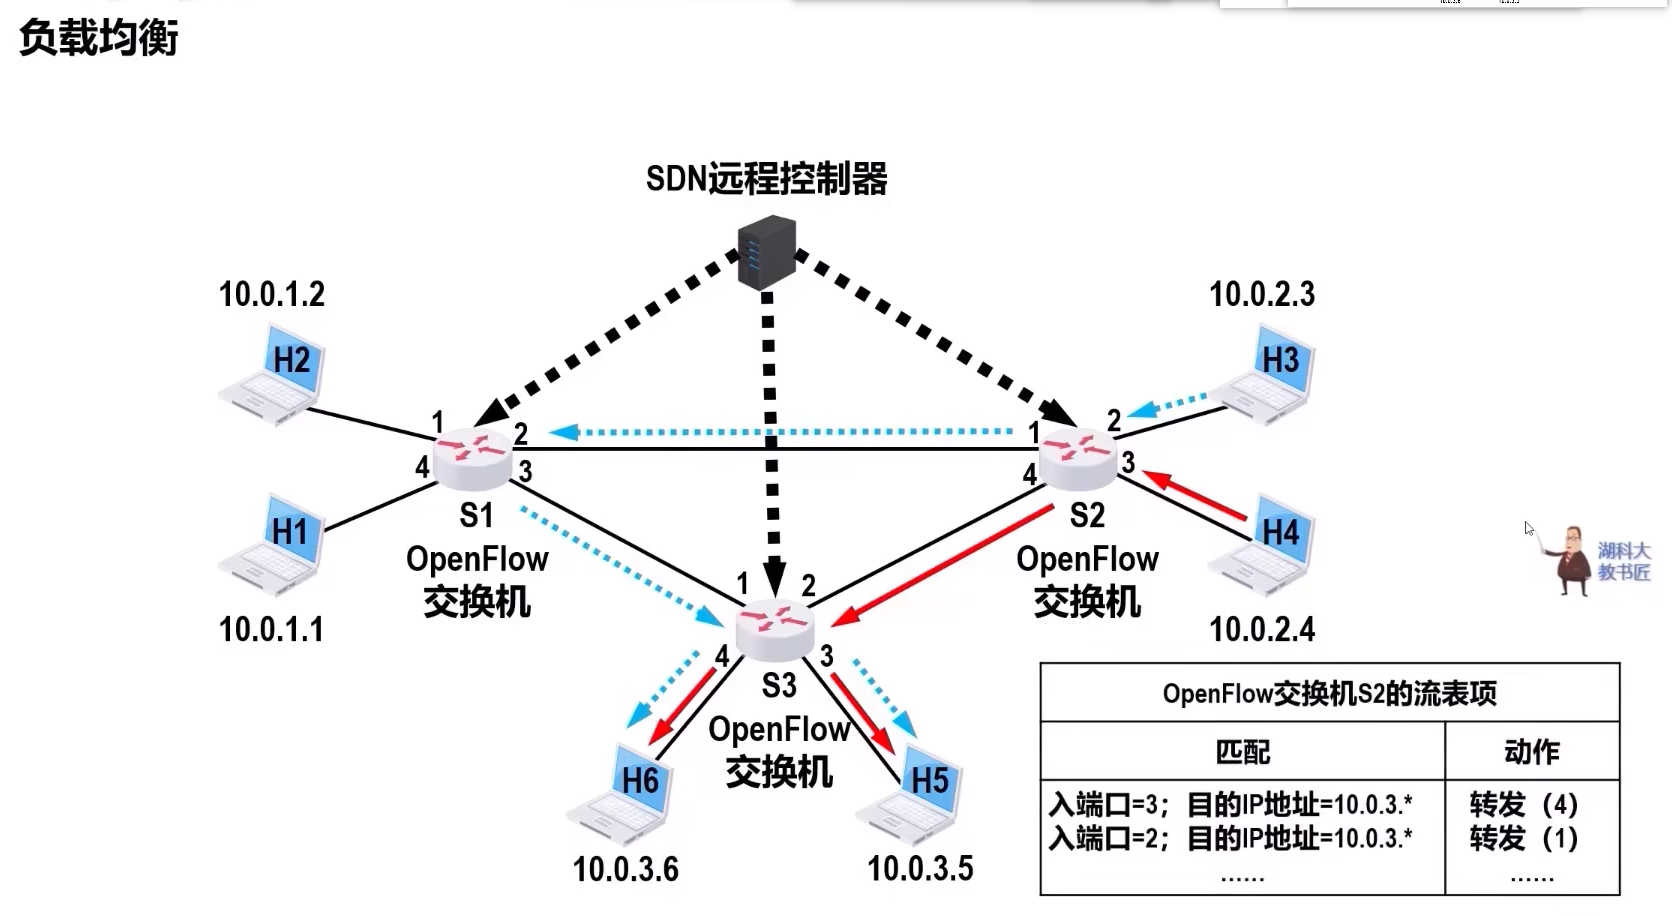 负载均衡
SDN远程控制器
10.0.1.2
10.0.2.3
H2
H3
1
2
1
2
4
3
4
3
S1
S2
H1
H4
OpenFlow
交换机
OpenFlow
交换机
湖科大
教书匠
10.0.1.1
10.0.2.4
1
2
4
3
S3
OpenFlow
交换机
H6
H5
10.0.3.6
10.0.3.5
OpenFlow交换机S2的流表项
匹配 动作
入端口=3；目的IP地址=10.0.3.* 转发（4）
入端口=2；目的IP地址=10.0.3.* 转发（1）
…… ……